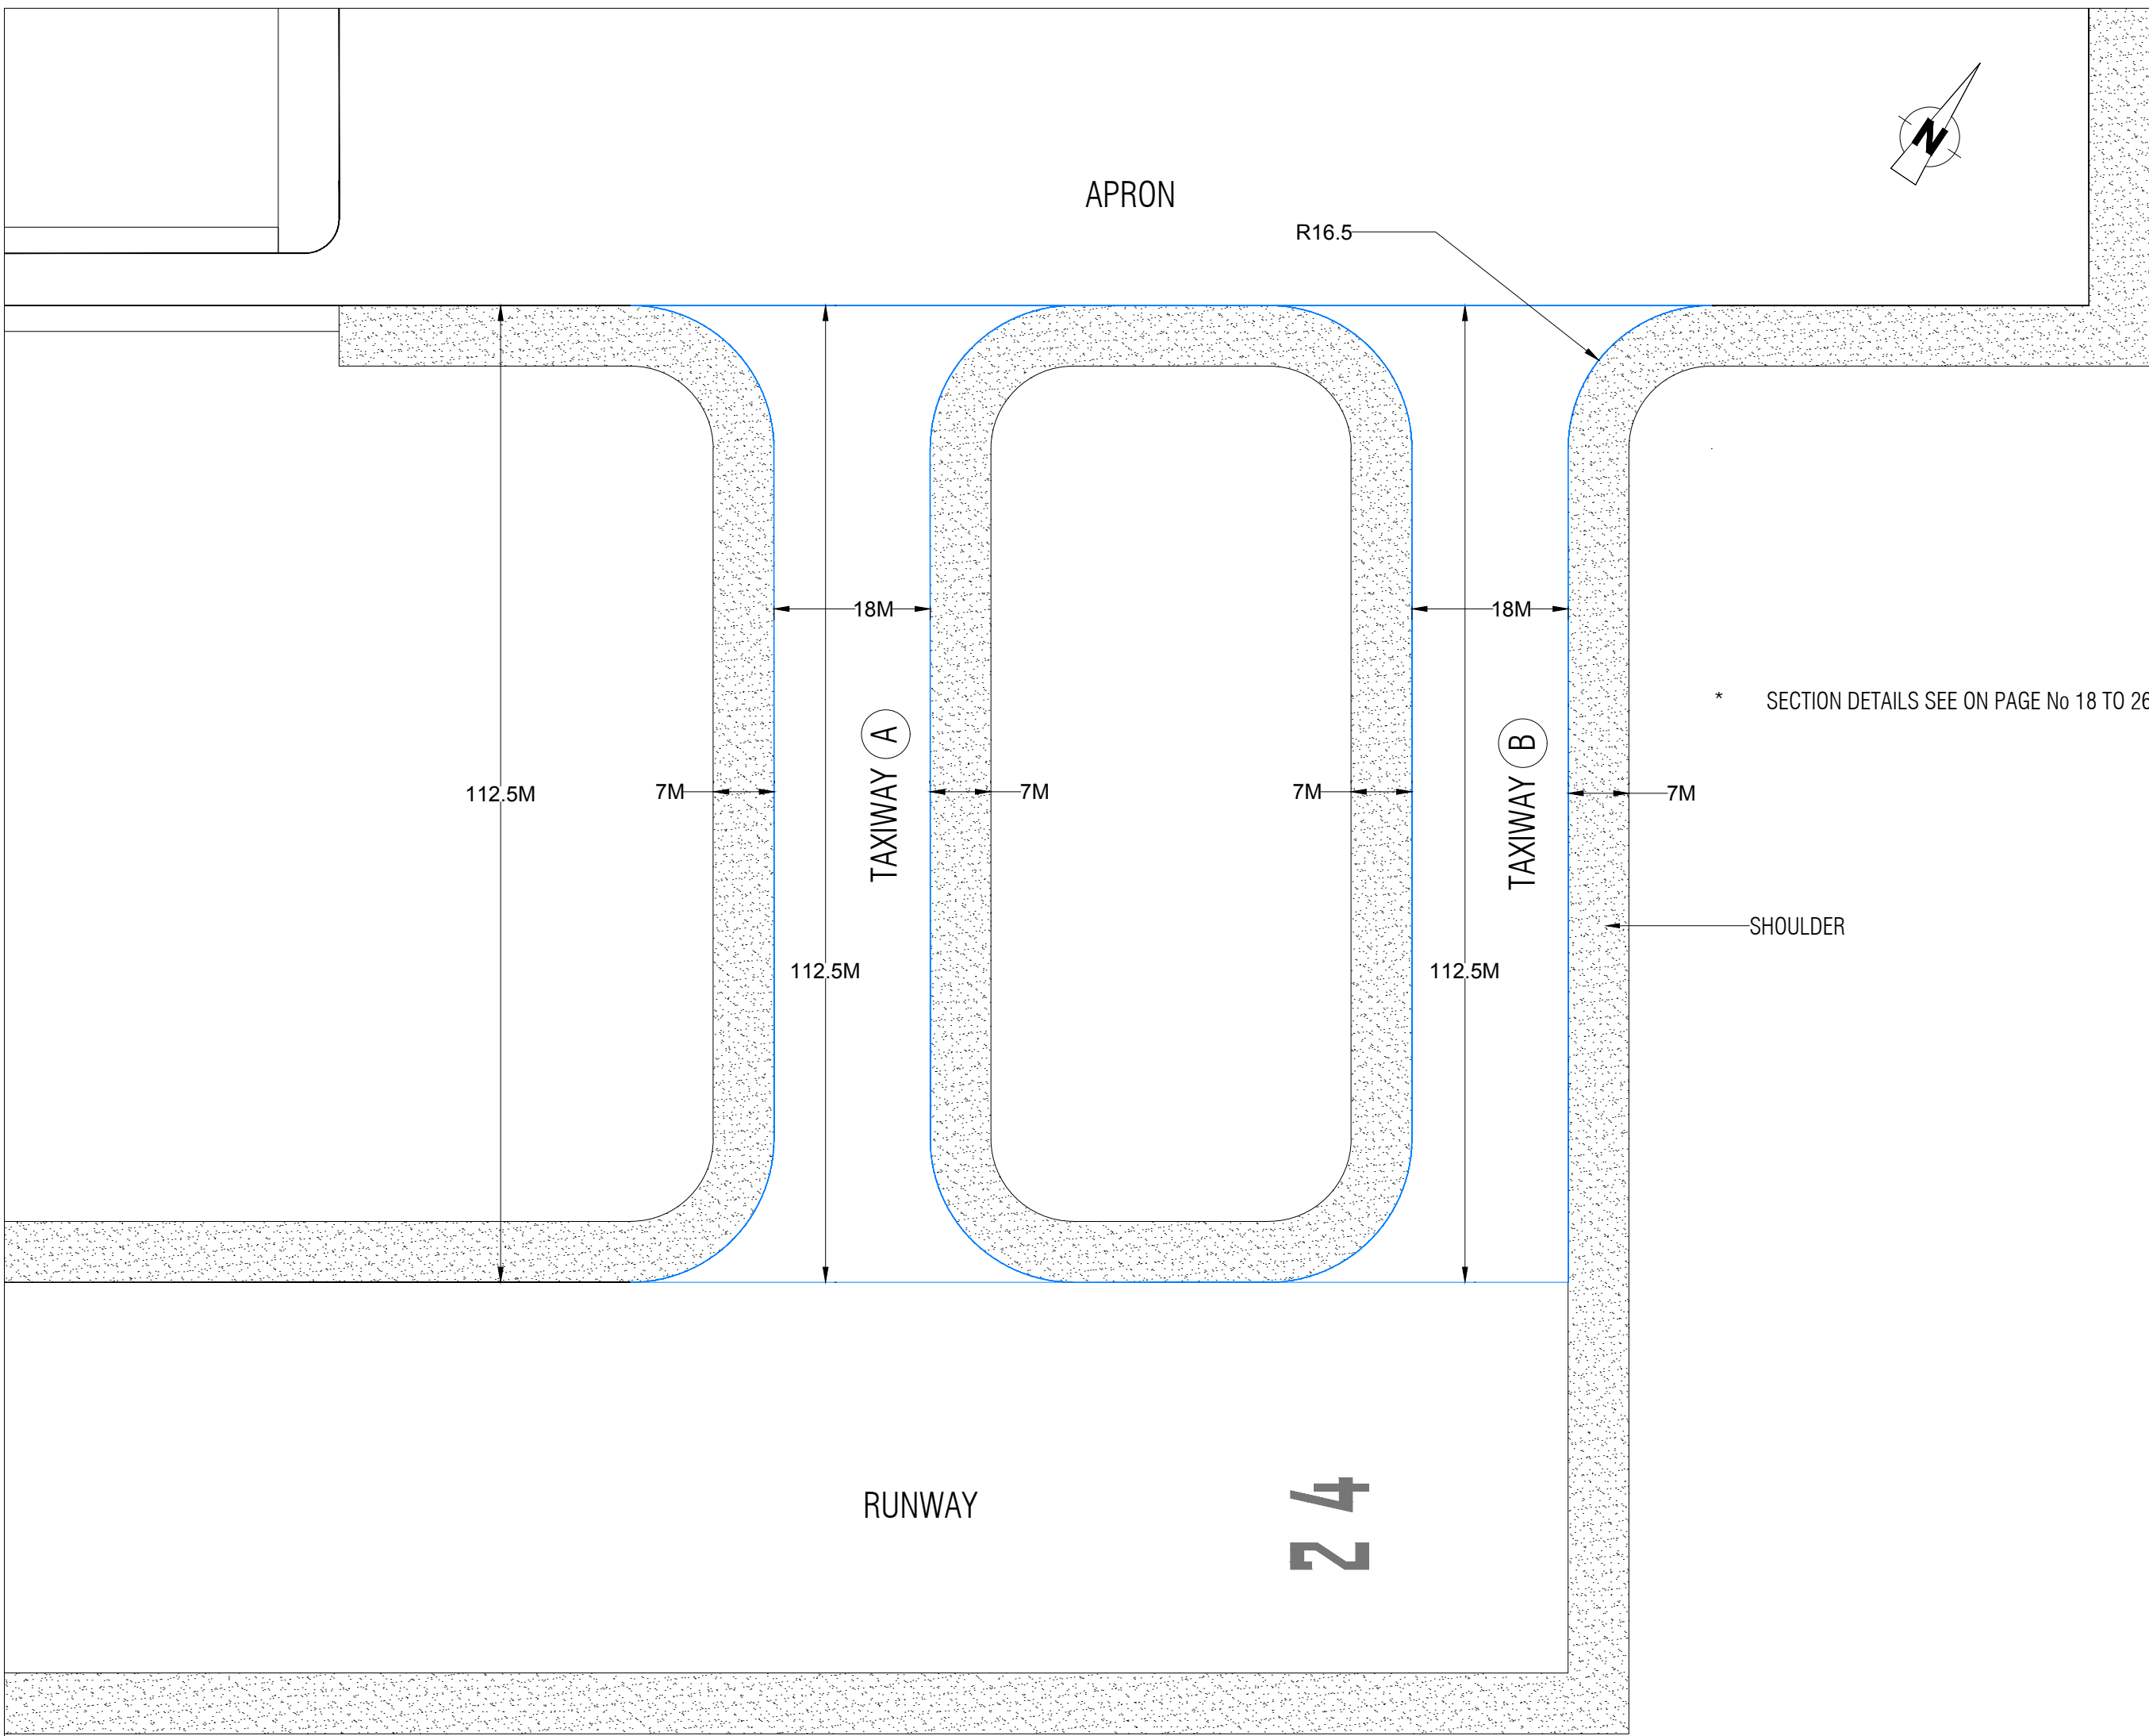 N
APRON
R16.5
18M
18M
* SECTION DETAILS SEE ON PAGE No 18 TO 26
TAXIWAY A
TAXIWAY B
112.5M
7M
7M
7M
7M
SHOULDER
112.5M
112.5M
RUNWAY
24